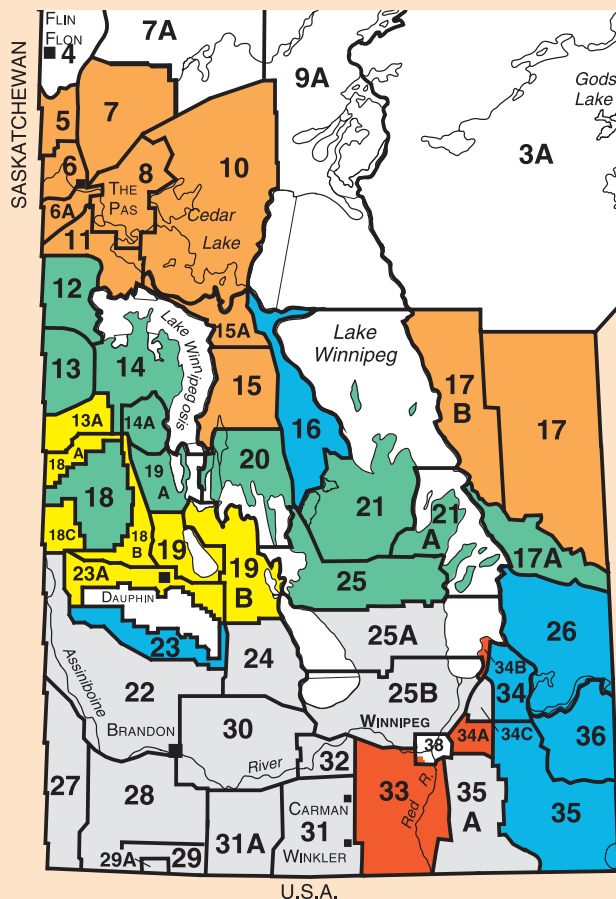 FLIN
FLON
4
7A
9A
Gods
Lake
3A
SASKATCHEWAN
5
7
6
8
10
THE
PAS
6A
Cedar
Lake
11
12
15A
Lake Winnipegosis
Lake
Winnipeg
13
14
15
17
B
17
13A
14A
16
18
A
19
A
20
21
21
A
18
18C
18
B
19
19
B
17A
23A
25
DAUPHIN
26
23
24
25A
34B
34
Assiniboine
22
25B
WINNIPEG
36
BRANDON
30
34A
34C
38
River
32
27
28
33
Red R.
35
A
35
CARMAN
31A
31
WINKLER
29A
29
U.S.A.